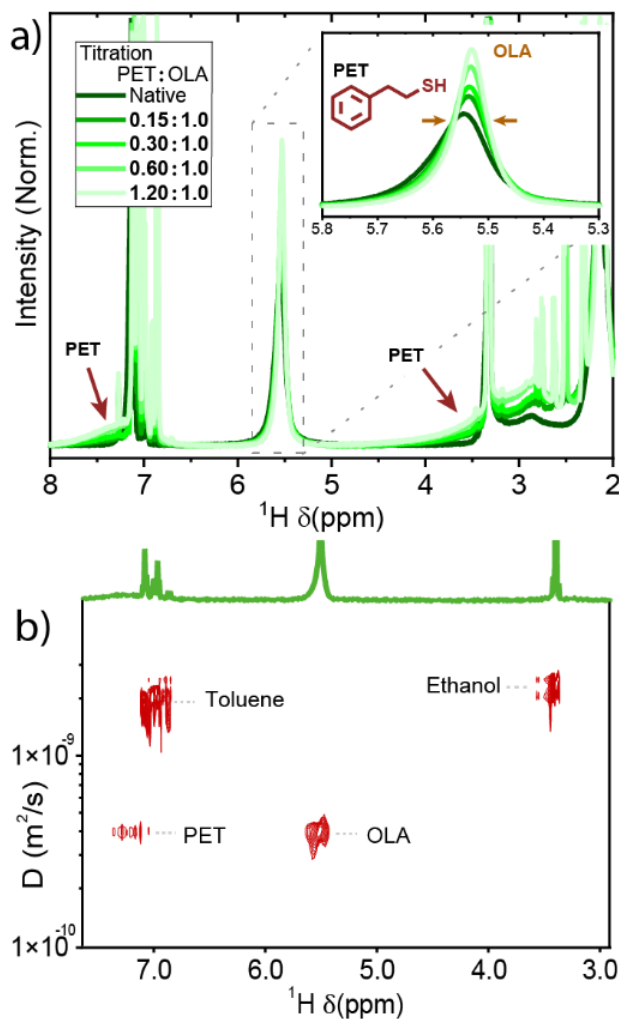 a)
Titration
PET:OLA
Native
0.15:1.0
0.30:1.0
0.60:1.0
1.20:1.0
PET
SH
OLA
5.8 5.7 5.6 5.5 5.4 5.3
Intensity (Norm.)
PET
PET
8 7 6 5 4 3 2
¹H δ(ppm)
b)
Toluene
Ethanol
1×10⁻⁹
PET
OLA
D (m²/s)
1×10⁻¹⁰
7.0 6.0 5.0 4.0 3.0
¹H δ(ppm)